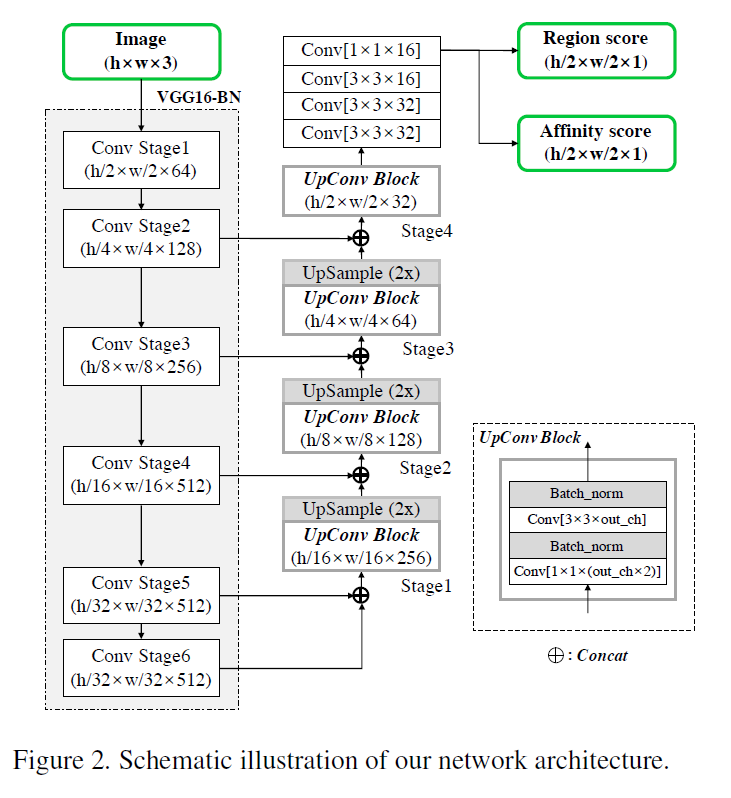 Image
(h×w×3)
VGG16-BN
Conv Stage1
(h/2×w/2×64)
Conv Stage2
(h/4×w/4×128)
Conv Stage3
(h/8×w/8×256)
Conv Stage4
(h/16×w/16×512)
Conv Stage5
(h/32×w/32×512)
Conv Stage6
(h/32×w/32×512)
Conv[1×1×16]
Conv[3×3×16]
Conv[3×3×32]
Conv[3×3×32]
UpConv Block
(h/2×w/2×32)
Stage4
UpSample (2x)
UpConv Block
(h/4×w/4×64)
Stage3
UpSample (2x)
UpConv Block
(h/8×w/8×128)
Stage2
UpSample (2x)
UpConv Block
(h/16×w/16×256)
Stage1
Region score
(h/2×w/2×1)
Affinity score
(h/2×w/2×1)
UpConv Block
Batch_norm
Conv[3×3×out_ch]
Batch_norm
Conv[1×1×(out_ch×2)]
⊕ : Concat
Figure 2. Schematic illustration of our network architecture.